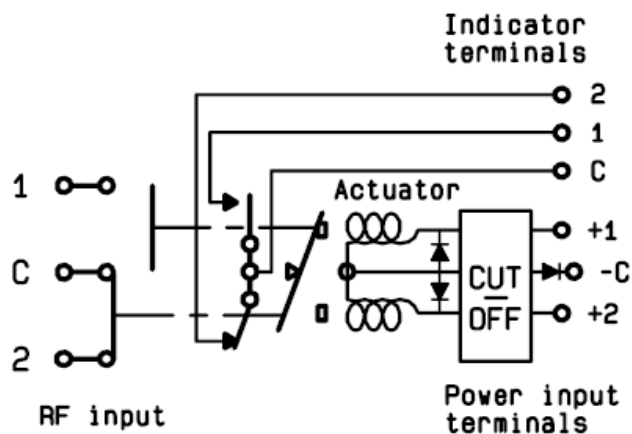 Indicator
terminals
2
1
C
1
C
2
RF input
Actuator
+1
-C
+2
CUT
OFF
Power input
terminals